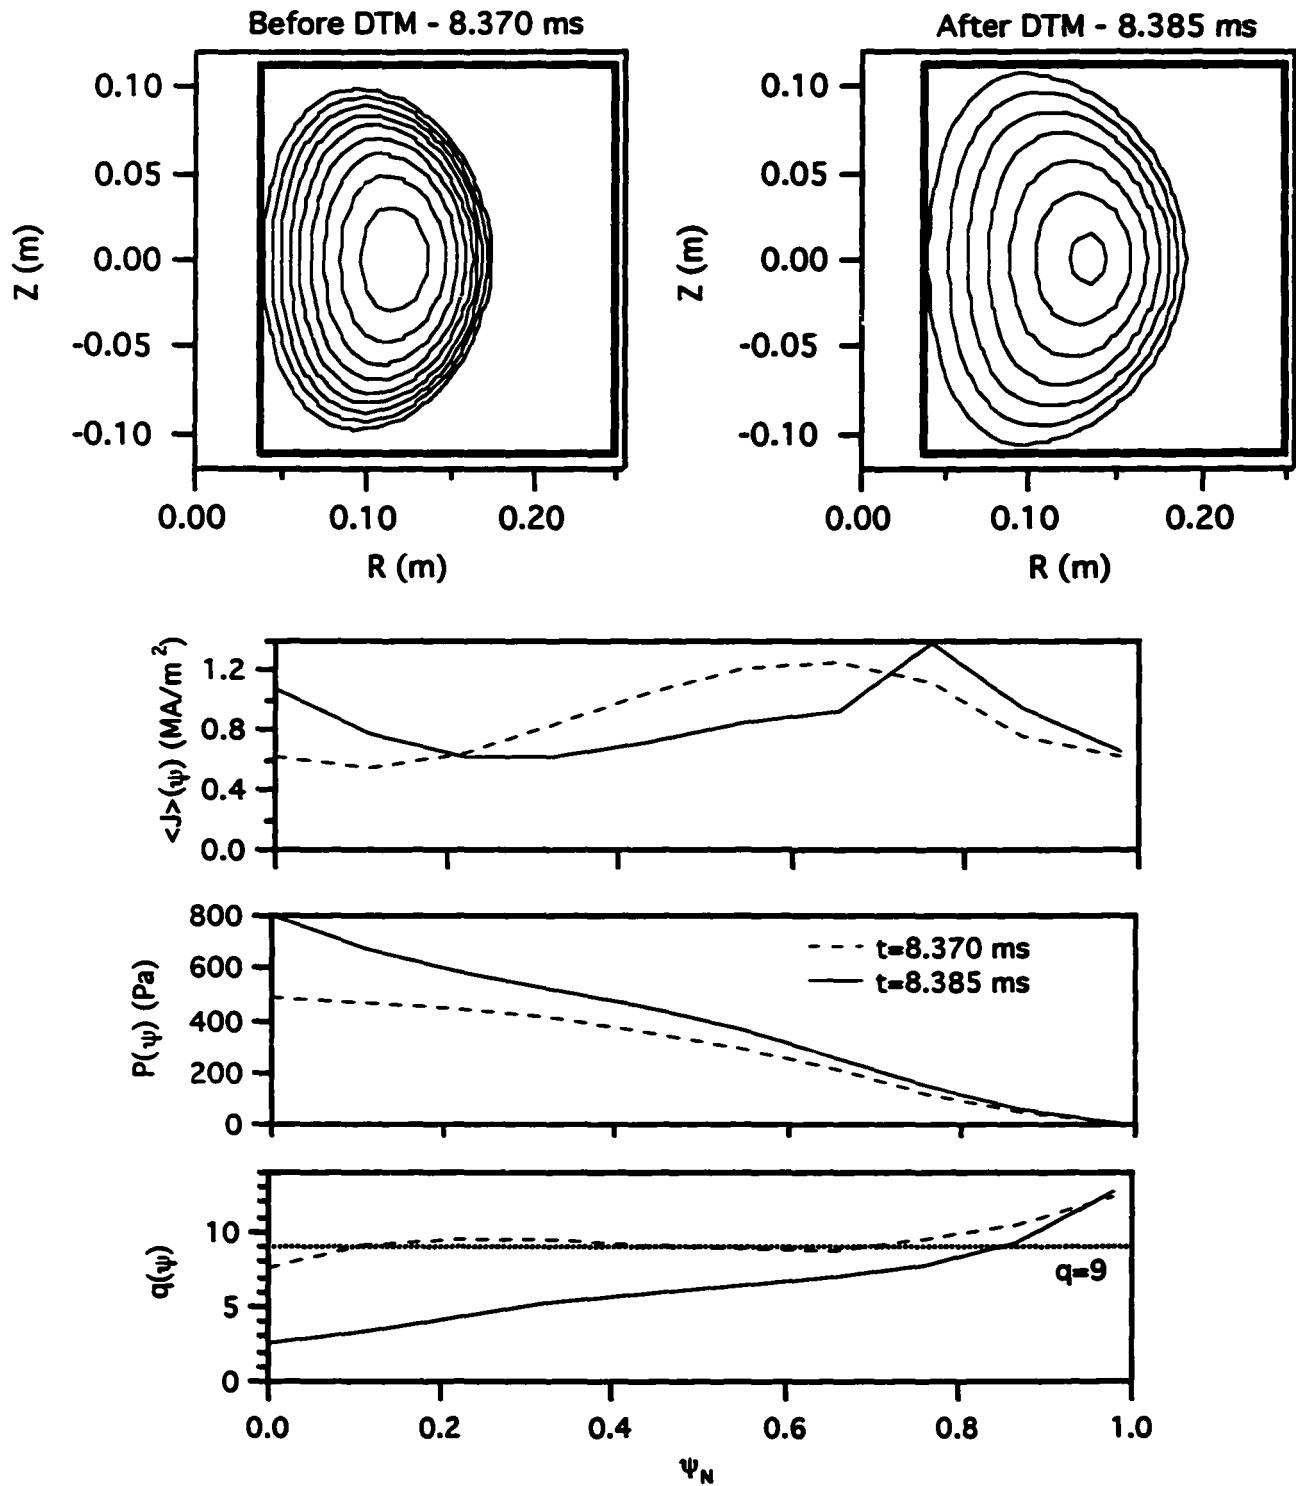 Before DTM - 8.370 ms
After DTM - 8.385 ms
Z (m)
0.10
0.05
0.00
-0.05
-0.10
0.00
0.10
0.20
R (m)
Z (m)
0.10
0.05
0.00
-0.05
-0.10
0.00
0.10
0.20
R (m)
<J>(ψ) (MA/m²)
1.2
0.8
0.4
0.0
P(ψ) (Pa)
800
600
400
200
0
t=8.370 ms
t=8.385 ms
q(ψ)
10
5
0
q=9
0.0
0.2
0.4
0.6
0.8
1.0
ψN